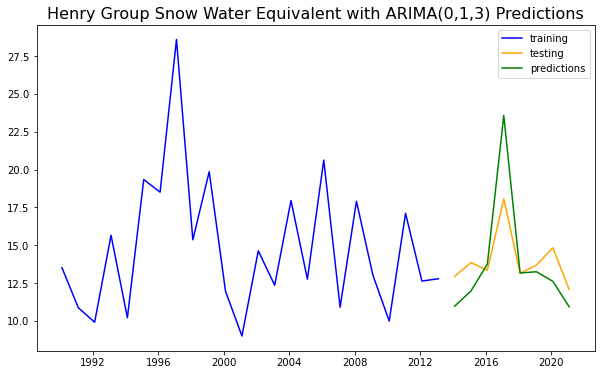 Henry Group Snow Water Equivalent with ARIMA(0,1,3) Predictions
training
testing
predictions
27.5
25.0
22.5
20.0
17.5
15.0
12.5
10.0
1992 1996 2000 2004 2008 2012 2016 2020